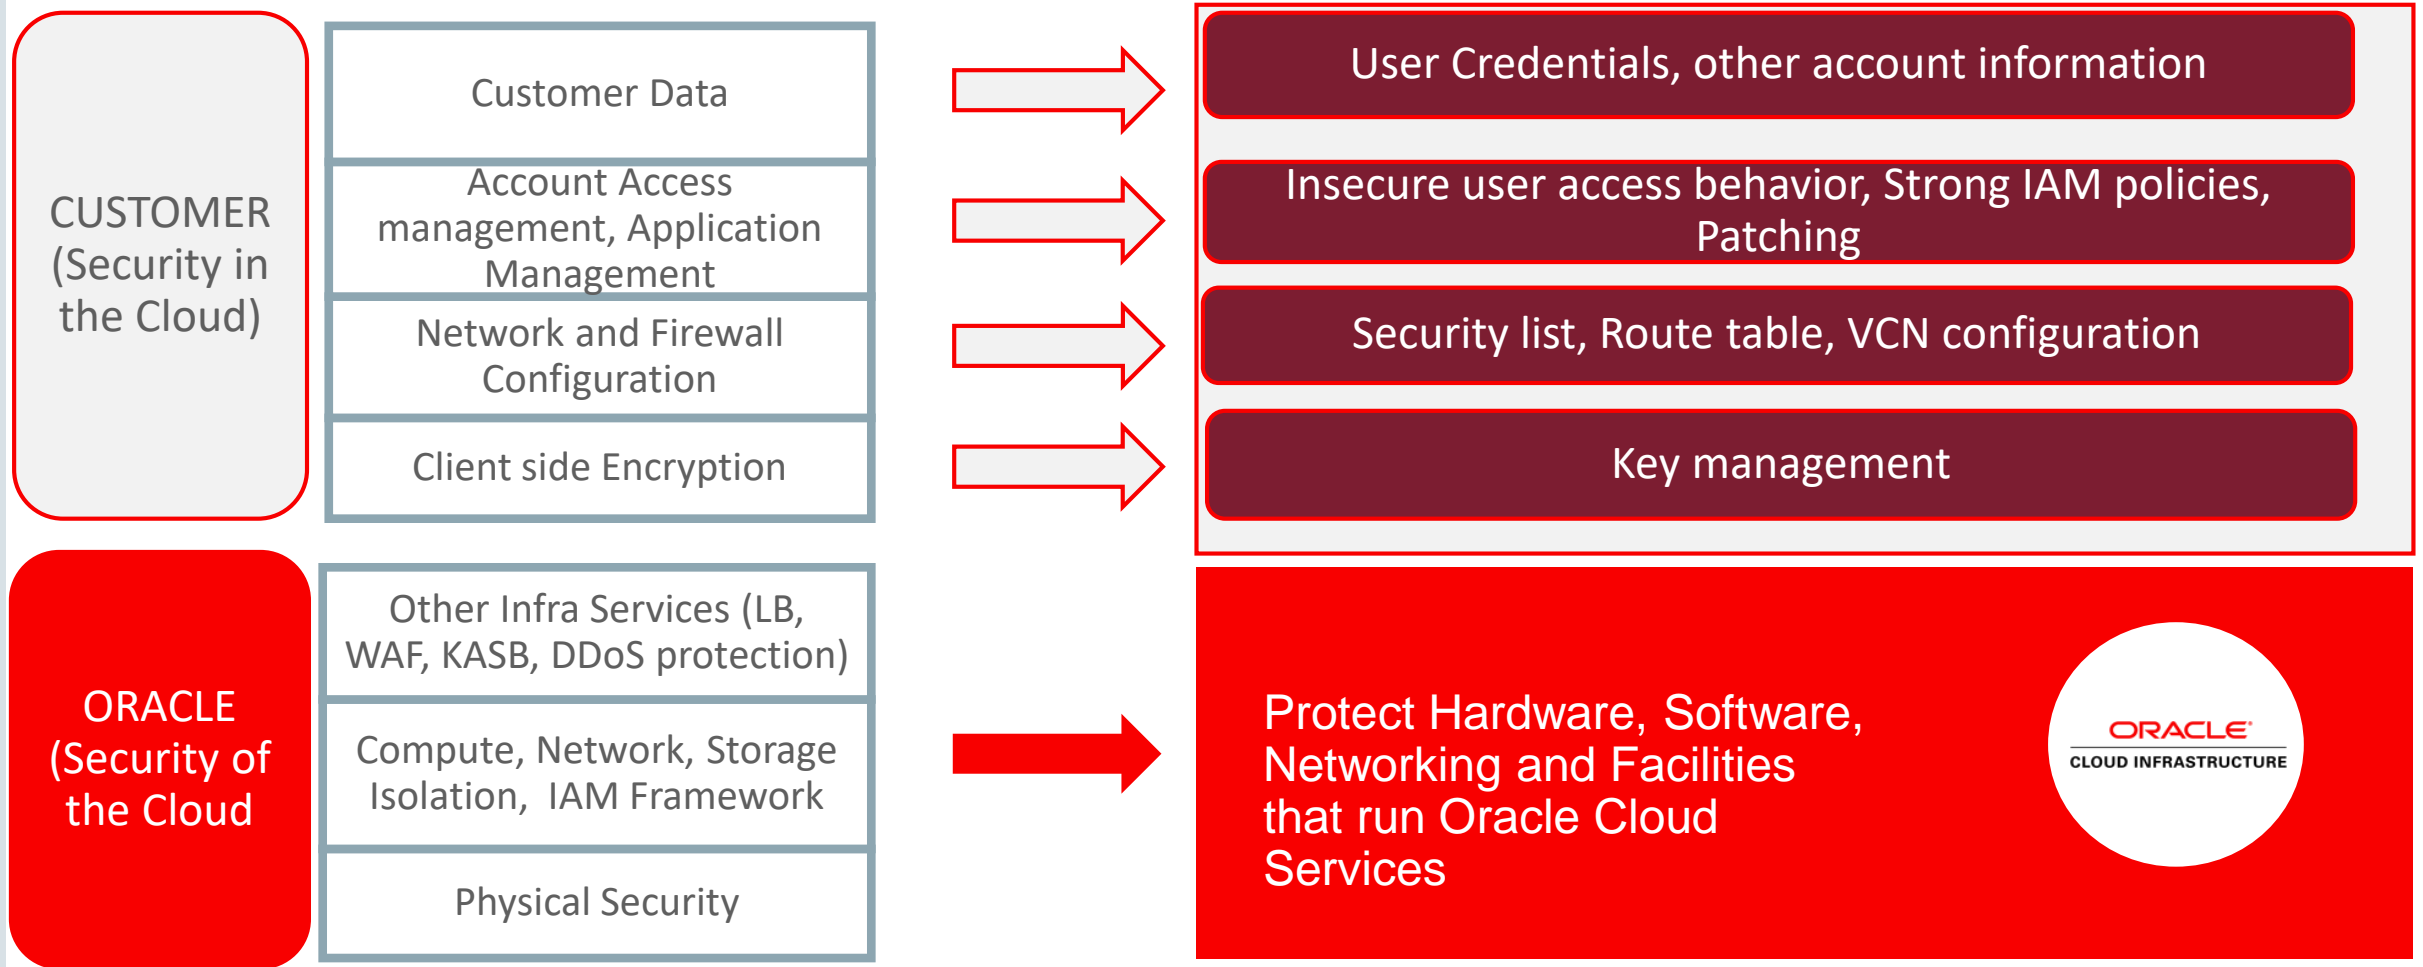 CUSTOMER
(Security in
the Cloud)
Customer Data
User Credentials, other account information
Account Access
management, Application
Management
Insecure user access behavior, Strong IAM policies,
Patching
Network and Firewall
Configuration
Security list, Route table, VCN configuration
Client side Encryption
Key management
ORACLE
(Security of
the Cloud
Other Infra Services (LB,
WAF, KASB, DDoS protection)
Compute, Network, Storage
Isolation, IAM Framework
Physical Security
Protect Hardware, Software,
Networking and Facilities
that run Oracle Cloud
Services
ORACLE®
CLOUD INFRASTRUCTURE